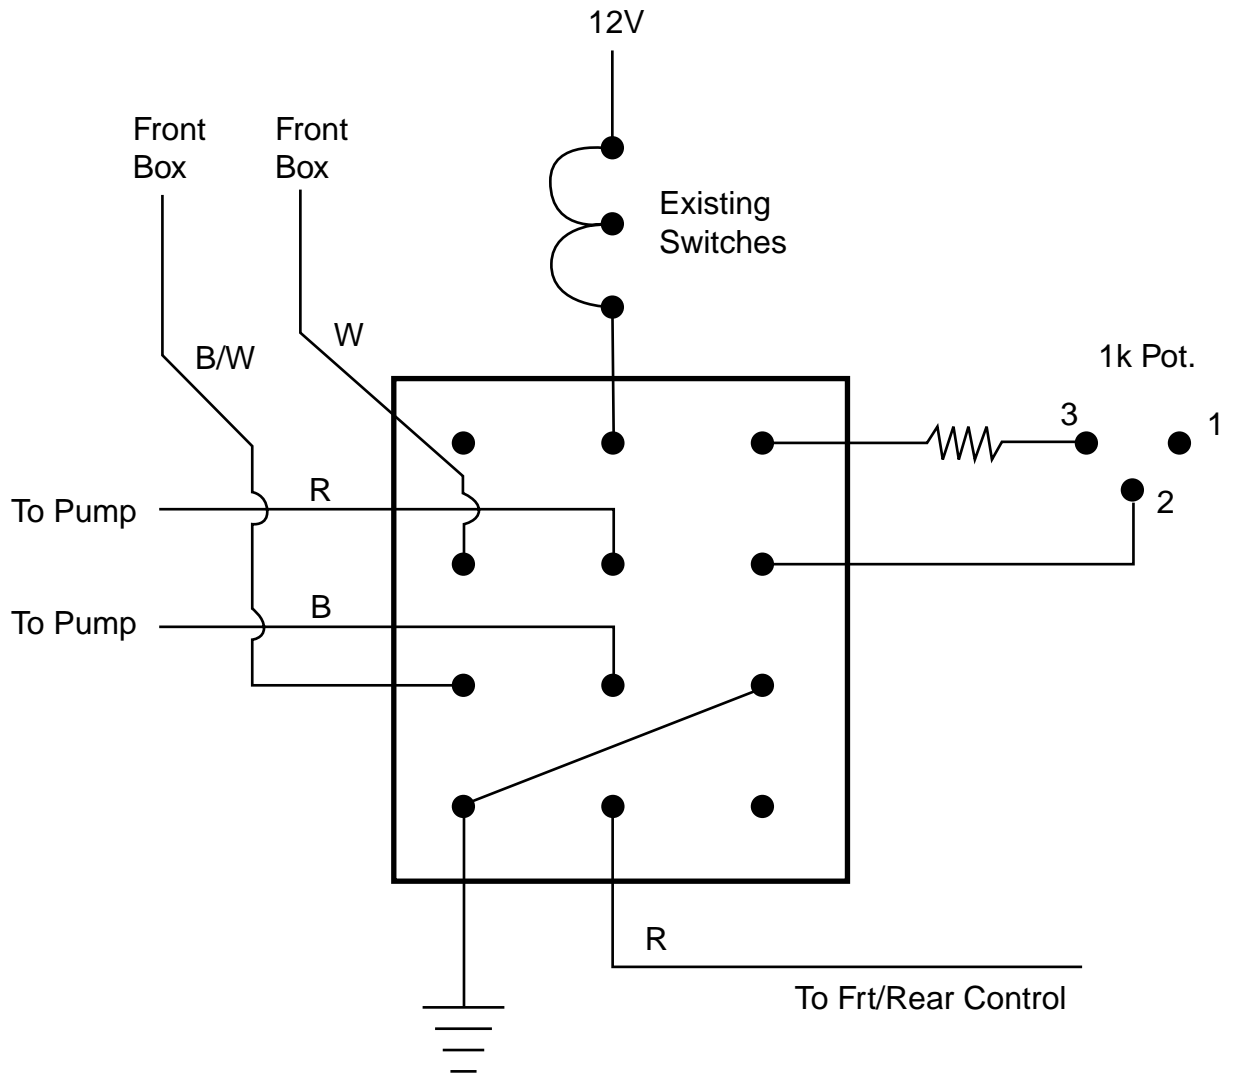 12V
Front
Box
Front
Box
Existing
Switches
W
B/W
1k Pot.
3
1
R
To Pump
2
B
To Pump
R
To Frt/Rear Control